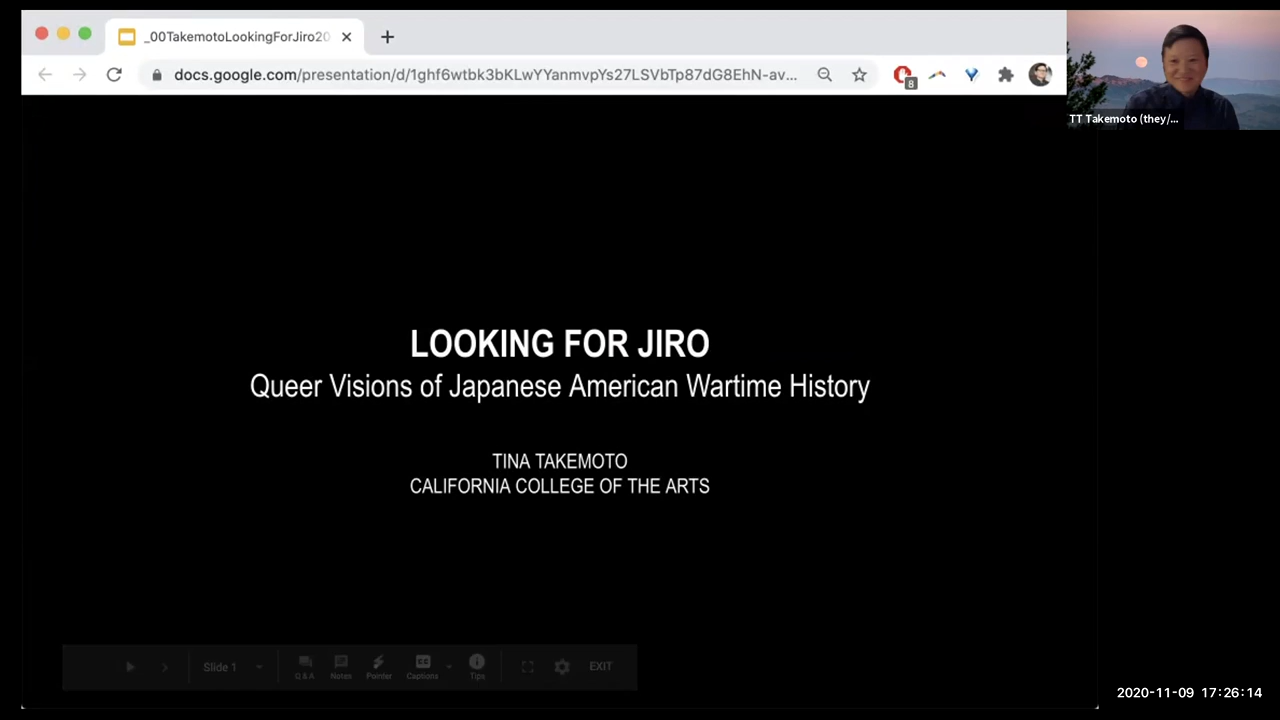 _00TakemotoLookingForJiro20
docs.google.com/presentation/d/1ghf6wtbk3bKLwYYanmvpYs27LSVbTp87dG8EhN-av...
8
TT Takemoto (they/...
LOOKING FOR JIRO
Queer Visions of Japanese American Wartime History
TINA TAKEMOTO
CALIFORNIA COLLEGE OF THE ARTS
Slide 1
Q & A
Notes
Pointer
CC
Captions
Tips
EXIT
2020-11-09 17:26:14